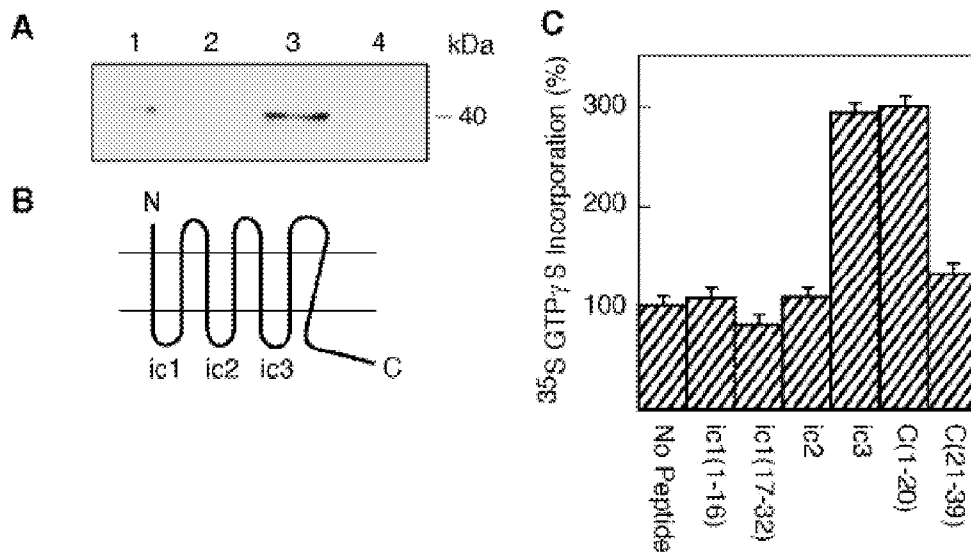 A
1 2 3 4 kDa
40
B
N
ic1 ic2 ic3 C
C
35S GTPγS Incorporation (%)
300
200
100
No Peptide
ic1(1-16)
ic1(17-32)
ic2
ic3
C(1-20)
C(21-39)